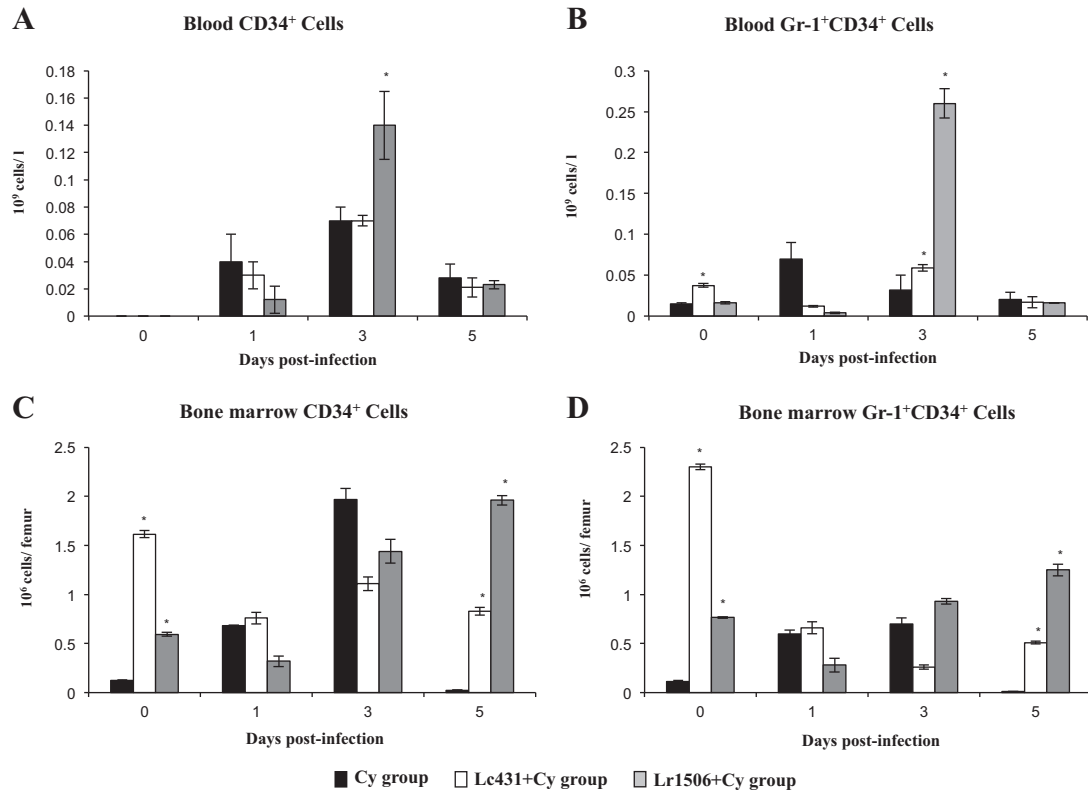 A
Blood CD34⁺ Cells
10⁹ cells/ l
0.18
0.16
0.14
0.12
0.1
0.08
0.06
0.04
0.02
0
*
0 1 3 5
Days post-infection
B
Blood Gr-1⁺CD34⁺ Cells
10⁹ cells/ l
0.3
0.25
0.2
0.15
0.1
0.05
0
* * *
0 1 3 5
Days post-infection
C
Bone marrow CD34⁺ Cells
10⁶ cells/ femur
2.5
2
1.5
1
0.5
0
* * * *
0 1 3 5
Days post-infection
D
Bone marrow Gr-1⁺CD34⁺ Cells
10⁶ cells/ femur
2.5
2
1.5
1
0.5
0
* * * *
0 1 3 5
Days post-infection
Cy group Lc431+Cy group Lr1506+Cy group